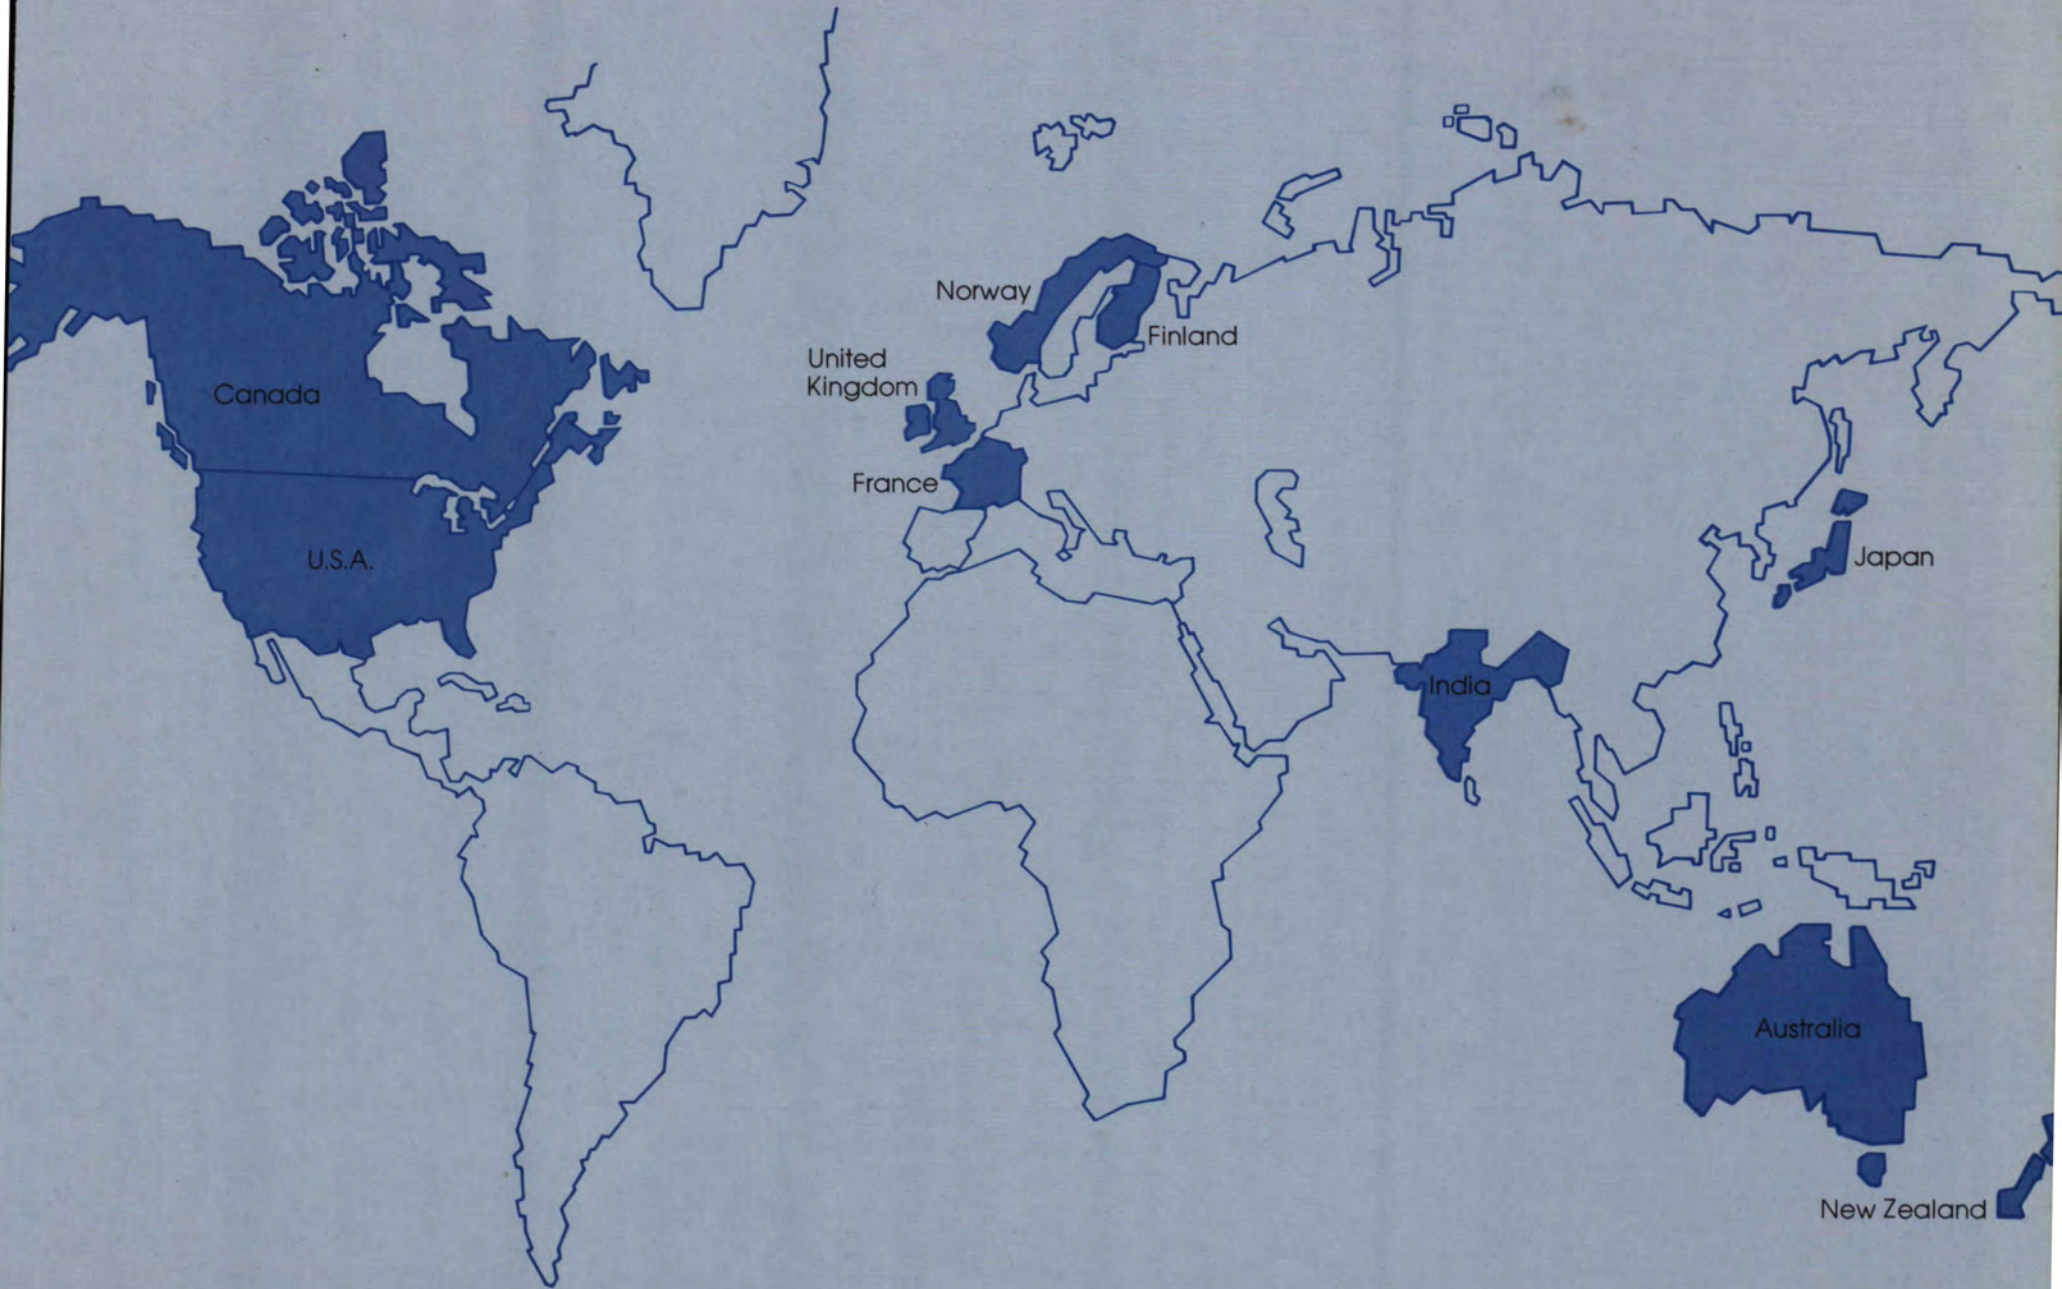 Norway
Finland
United
Kingdom
Canada
France
U.S.A.
Japan
India
Australia
New Zealand